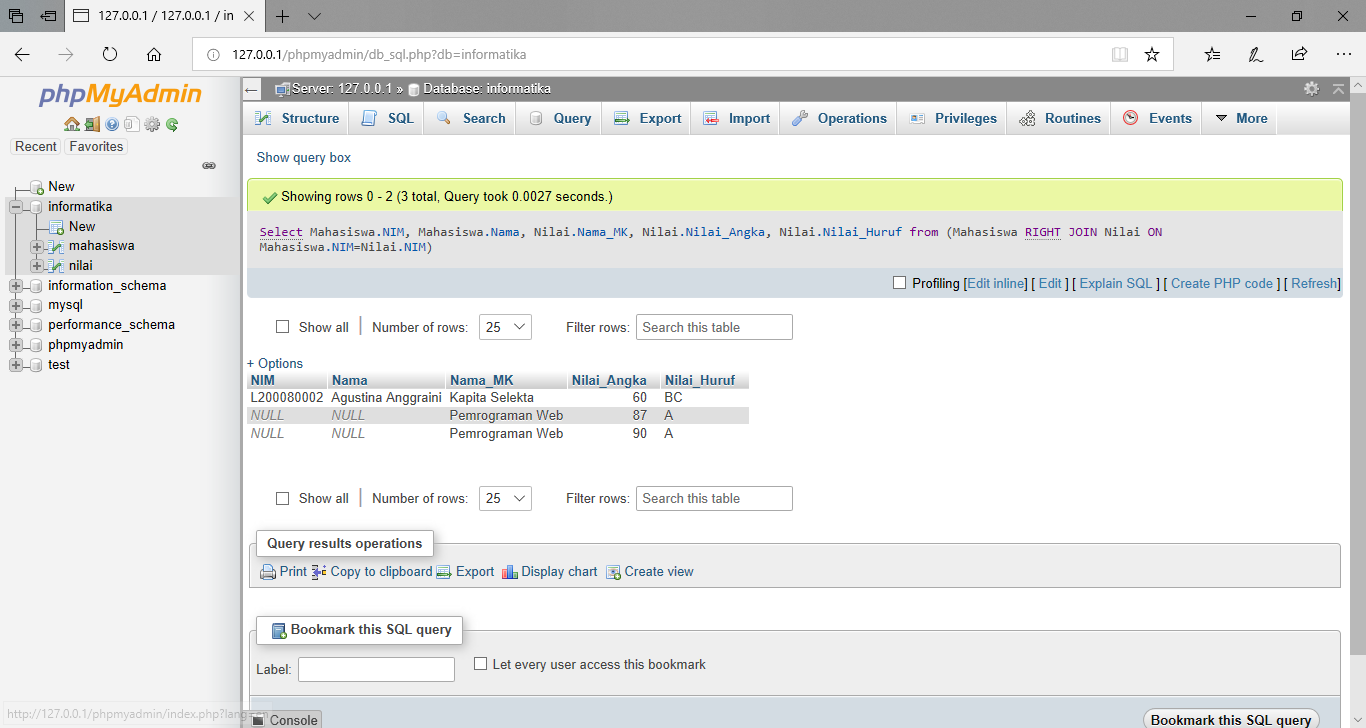 127.0.0.1 / 127.0.0.1 / in
127.0.0.1/phpmyadmin/db_sql.php?db=informatika
phpMyAdmin
Recent Favorites
New
informatika
New
mahasiswa
nilai
information_schema
mysql
performance_schema
phpmyadmin
test
http://127.0.0.1/phpmyadmin/index.php?lang=en
Server: 127.0.0.1 » Database: informatika
Structure SQL Search Query Export Import Operations Privileges Routines Events More
Show query box
Showing rows 0 - 2 (3 total, Query took 0.0027 seconds.)
Select Mahasiswa.NIM, Mahasiswa.Nama, Nilai.Nama_MK, Nilai.Nilai_Angka, Nilai.Nilai_Huruf from (Mahasiswa RIGHT JOIN Nilai ON
Mahasiswa.NIM=Nilai.NIM)
Profiling [Edit inline] [ Edit ] [ Explain SQL ] [ Create PHP code ] [ Refresh]
Show all | Number of rows: 25 Filter rows: Search this table
+ Options
NIM Nama Nama_MK Nilai_Angka Nilai_Huruf
L200080002 Agustina Anggraini Kapita Selekta 60 BC
NULL NULL Pemrograman Web 87 A
NULL NULL Pemrograman Web 90 A
Show all | Number of rows: 25 Filter rows: Search this table
Query results operations
Print Copy to clipboard Export Display chart Create view
Bookmark this SQL query
Label: Let every user access this bookmark
Console
Bookmark this SQL query